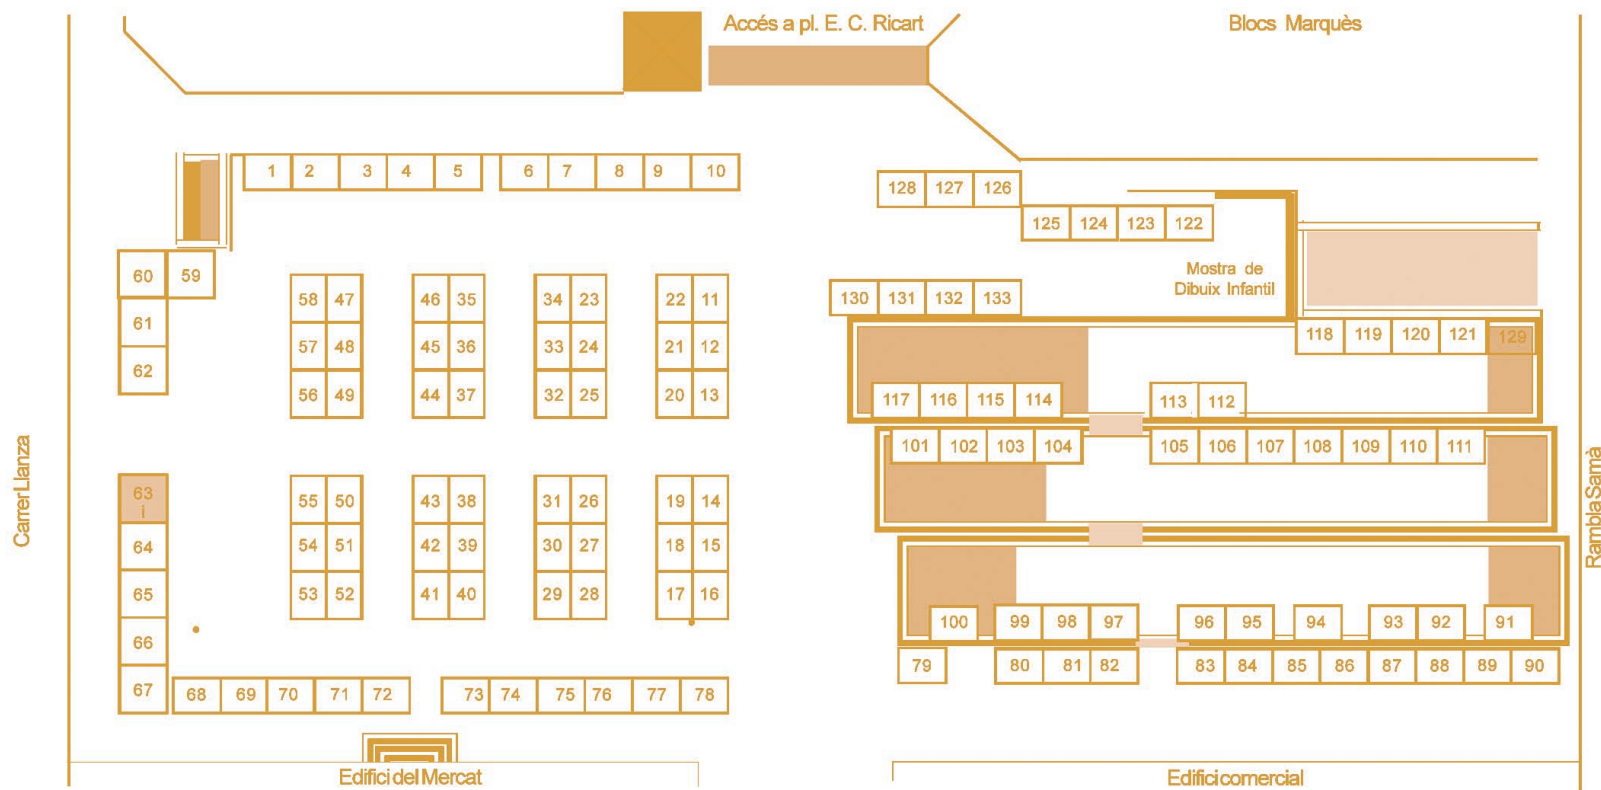 Accés a pl. E. C. Ricart Blocs Marquès
1 2 3 4 5 6 7 8 9 10
128 127 126
125 124 123 122
60 59
Mostra de
Dibuix Infantil
58 47 46 35 34 23 22 11
130 131 132 133
61
118 119 120 121 129
57 48 45 36 33 24 21 12
62
56 49 44 37 32 25 20 13
117 116 115 114 113 112
101 102 103 104 105 106 107 108 109 110 111
Carrer Llanza
Rambla Samà
63
i
55 50 43 38 31 26 19 14
64
54 51 42 39 30 27 18 15
65
53 52 41 40 29 28 17 16
100 99 98 97 96 95 94 93 92 91
66
79 80 81 82 83 84 85 86 87 88 89 90
67 68 69 70 71 72 73 74 75 76 77 78
Edifici del Mercat Edifici comercial